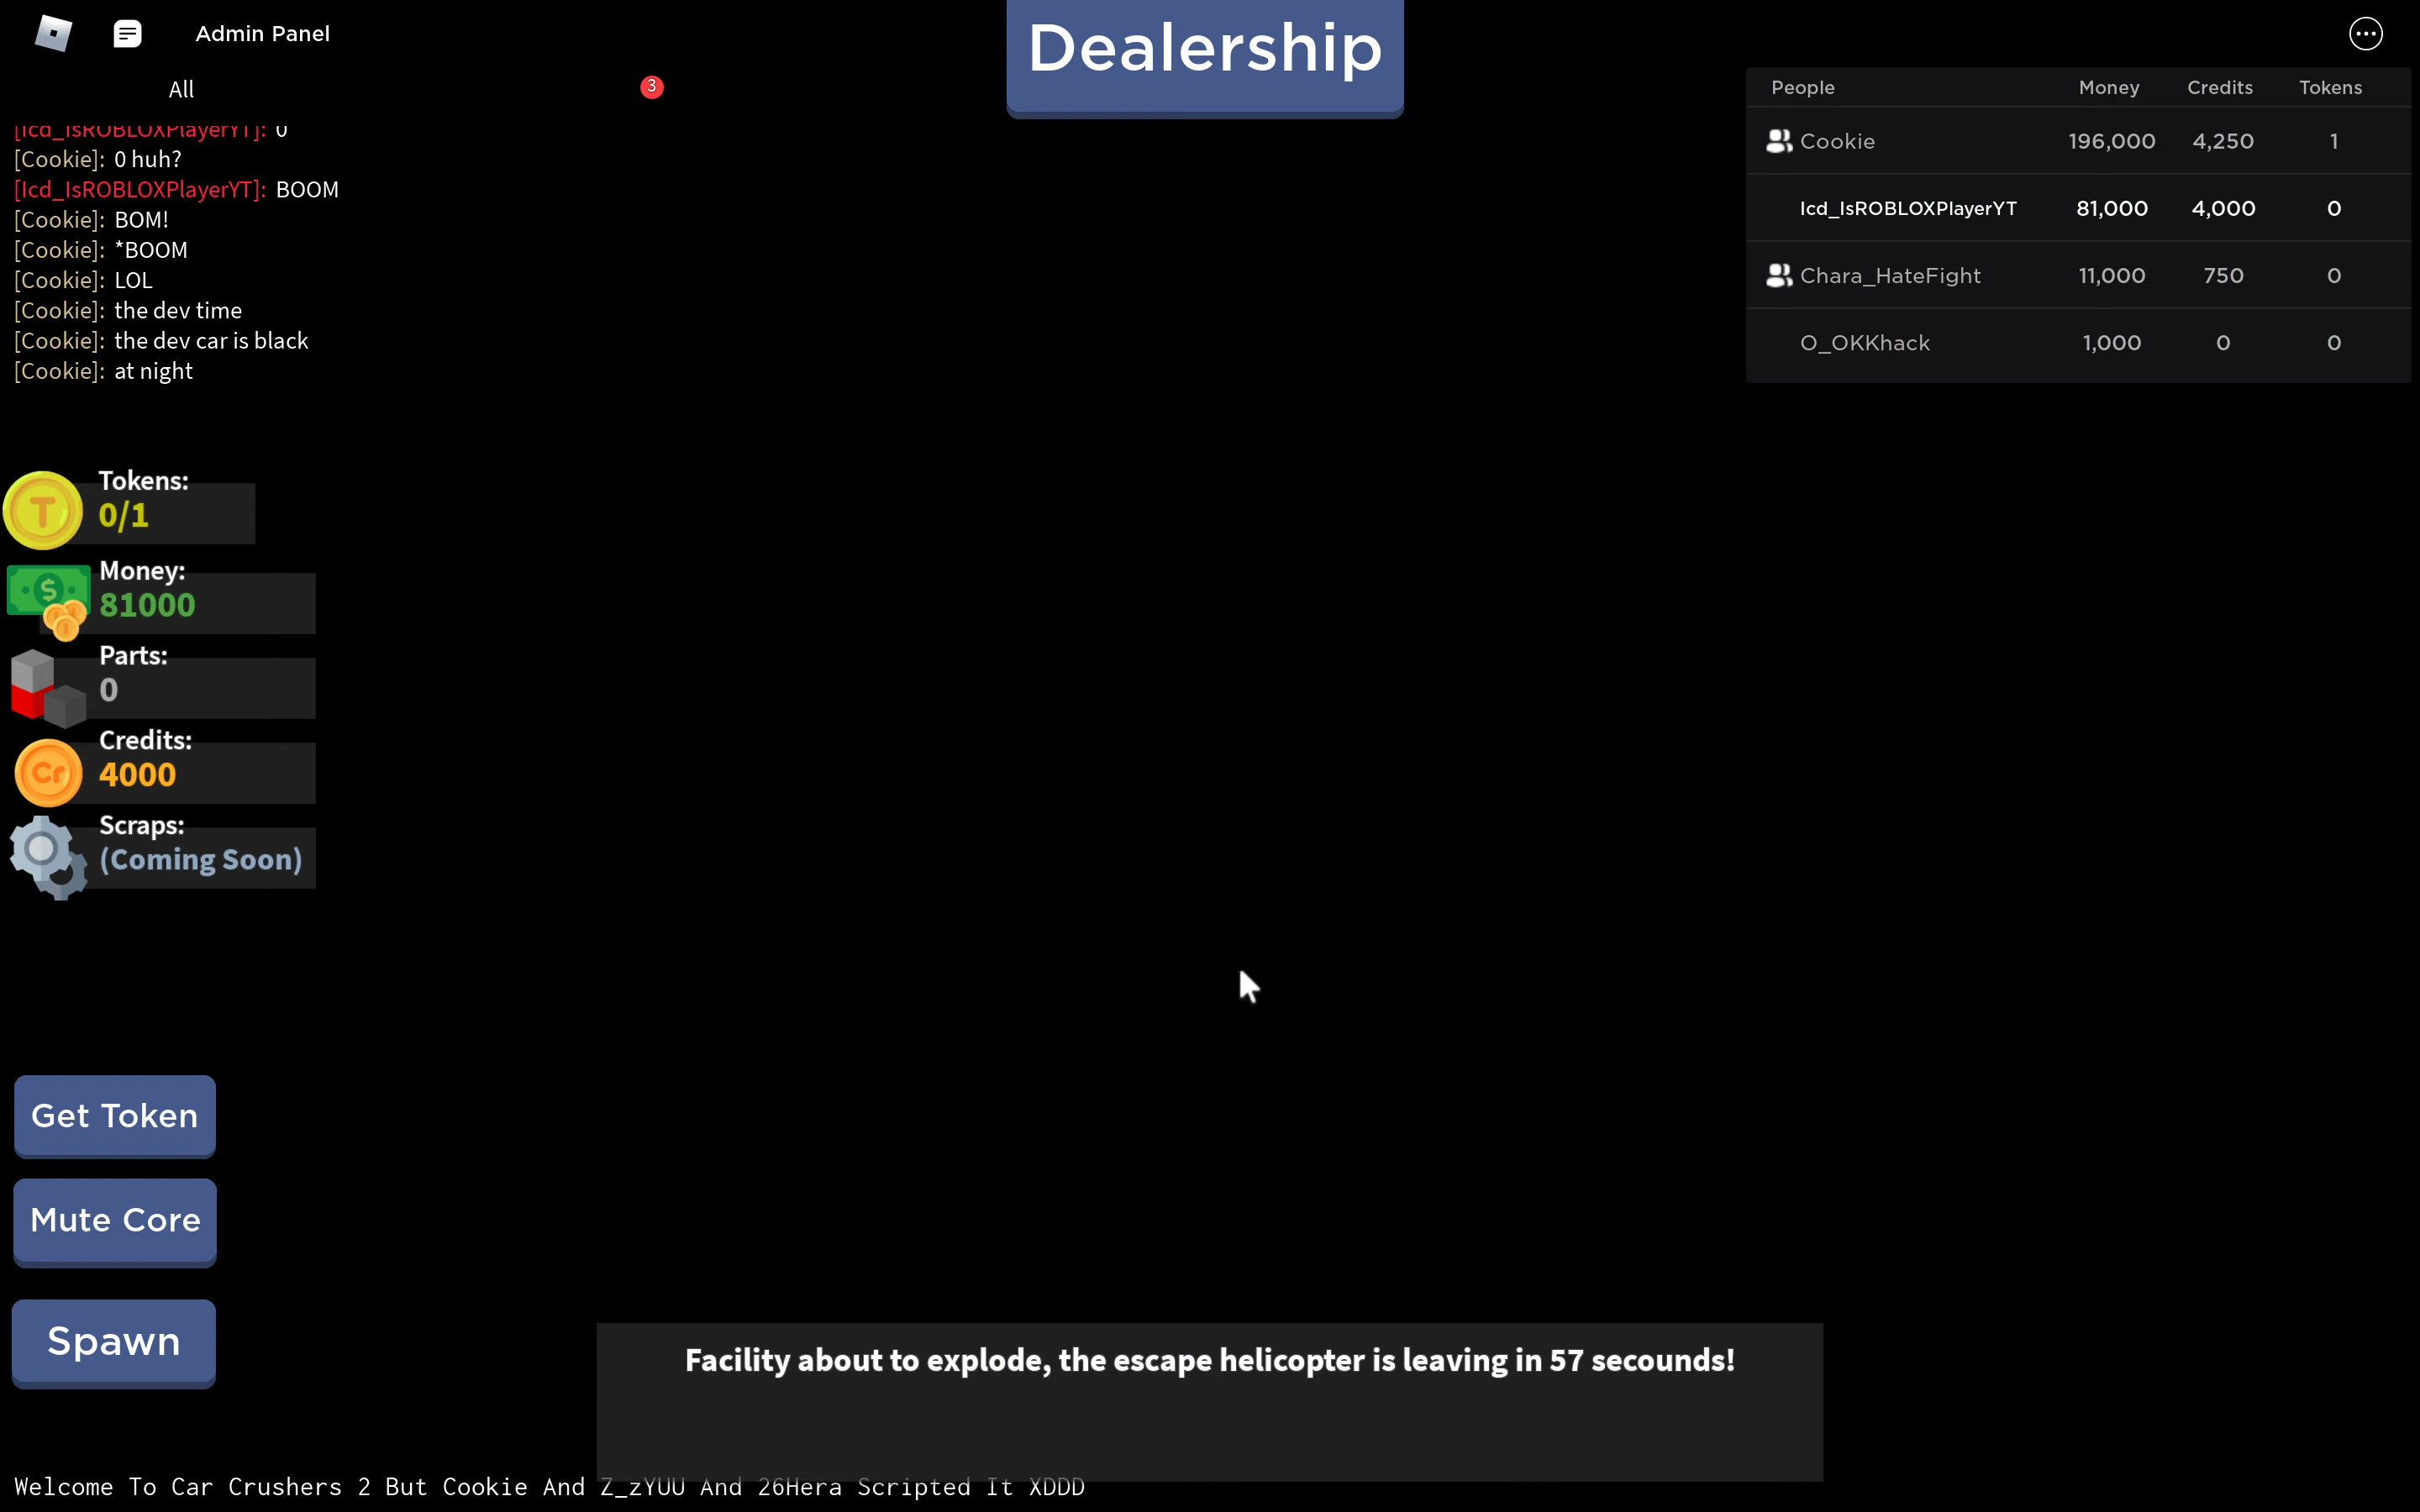 Admin Panel
Dealership
All
3
[Icd_IsROBLOXPlayerYT]: 0
[Cookie]: 0 huh?
[Icd_IsROBLOXPlayerYT]: BOOM
[Cookie]: BOM!
[Cookie]: *BOOM
[Cookie]: LOL
[Cookie]: the dev time
[Cookie]: the dev car is black
[Cookie]: at night
People Money Credits Tokens
Cookie 196,000 4,250 1
Icd_IsROBLOXPlayerYT 81,000 4,000 0
Chara_HateFight 11,000 750 0
O_OKKhack 1,000 0 0
T
Tokens:
0/1
$
Money:
81000
Parts:
0
Cr
Credits:
4000
Scraps:
(Coming Soon)
Get Token
Mute Core
Spawn
Facility about to explode, the escape helicopter is leaving in 57 secounds!
Welcome To Car Crushers 2 But Cookie And Z_zYUU And 26Hera Scripted It XDDD